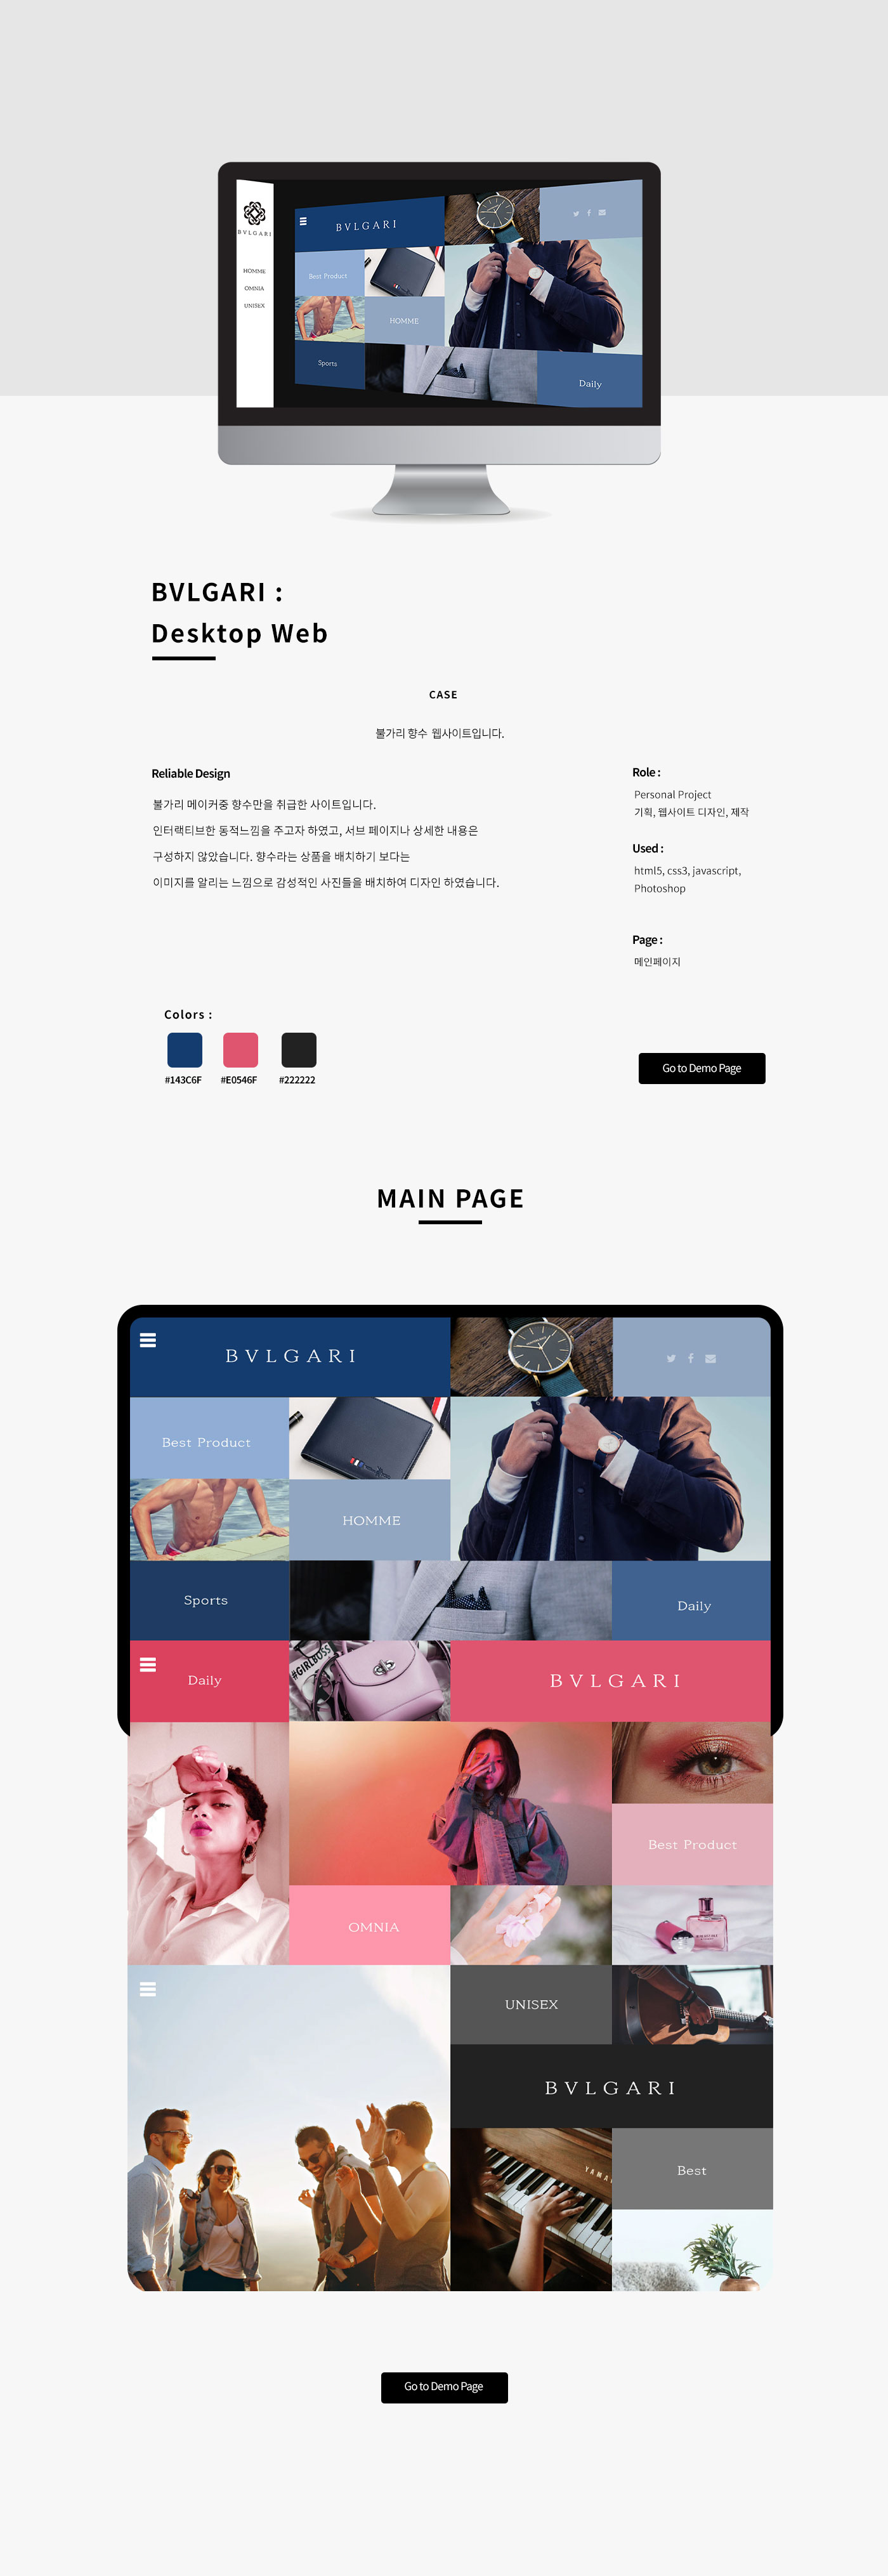 BVLGARI
HOMME
OMNIA
UNISEX
BVLGARI
Best Product
HOMME
Sports
Daily
BVLGARI :
Desktop Web
CASE
불가리 향수 웹사이트입니다.
Reliable Design
불가리 메이커중 향수만을 취급한 사이트입니다.
인터랙티브한 동적느낌을 주고자 하였고, 서브 페이지나 상세한 내용은
구성하지 않았습니다. 향수라는 상품을 배치하기 보다는
이미지를 알리는 느낌으로 감성적인 사진들을 배치하여 디자인 하였습니다.
Role :
Personal Project
기획, 웹사이트 디자인, 제작
Used :
html5, css3, javascript,
Photoshop
Page :
메인페이지
Colors :
#143C6F #E0546F #222222
Go to Demo Page
MAIN PAGE
BVLGARI
Best Product
HOMME
Sports
Daily
Daily
#GIRLBOSS
BVLGARI
Best Product
OMNIA
UNISEX
BVLGARI
YAMA
Best
Go to Demo Page